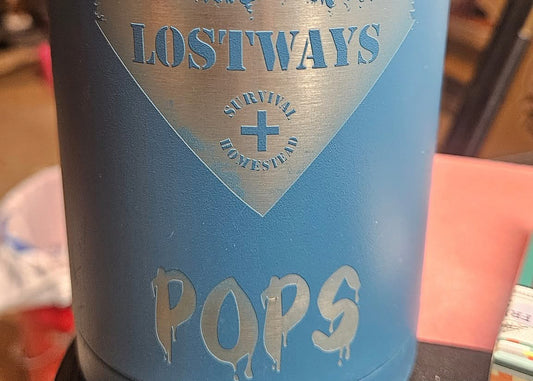 LOSTWAYS
SURVIVAL
+
HOMESTEAD
POPS